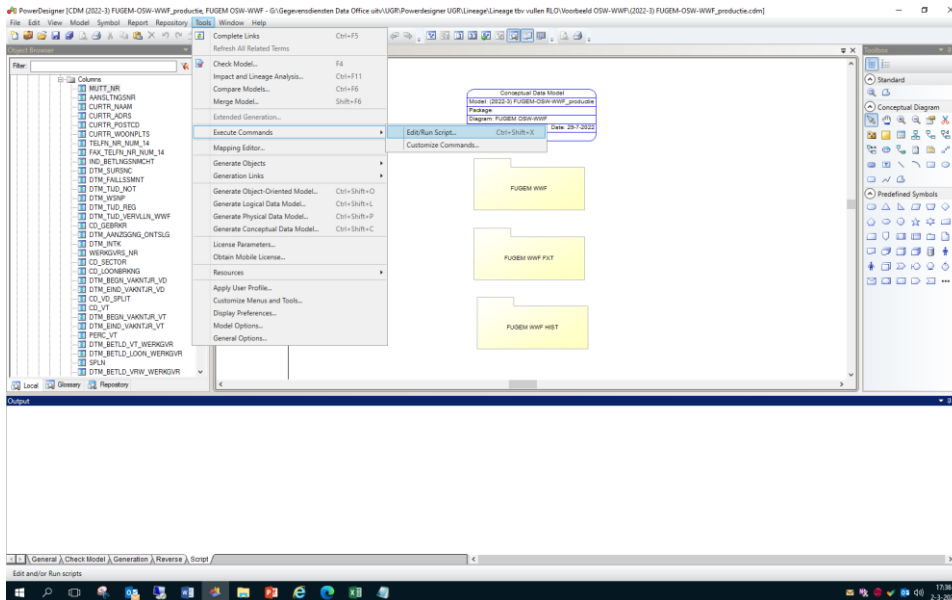 PowerDesigner [CDM (2022-3) FUGEM-OSW-WWF_productie, FUGEM OSW-WWF - G:\Gegevensdiensten Data Office uitv\UGR\Powerdesigner UGR\Lineage\Lineage tbv vullen RLO\Voorbeeld OSW-WWF\(2022-3) FUGEM-OSW-WWF_productie.cdm]
File Edit View Model Symbol Report Repository Tools Window Help
Object Browser
Filter:
Columns
MUTT_NR
AANSLTNGSNR
CURTR_NAAM
CURTR_ADRS
CURTR_POSTCD
CURTR_WOONPLTS
TELFN_NR_NUM_14
FAX_TELFN_NR_NUM_14
IND_BETLNGSNMCHT
DTM_SURSNC
DTM_FAILLSSMNT
DTM_TIJD_NOT
DTM_WSNP
DTM_TIJD_REG
DTM_TIJD_VERVLLN_WWF
CD_GEBRKR
DTM_AANZGGNG_ONTSLG
DTM_INTK
WERKGVRS_NR
CD_SECTOR
CD_LOONBRKNG
DTM_BEGN_VAKNTJR_VD
DTM_EIND_VAKNTJR_VD
CD_VD_SPLIT
CD_VT
DTM_BEGN_VAKNTJR_VT
DTM_EIND_VAKNTJR_VT
PERC_VT
DTM_BETLD_VT_WERKGVR
DTM_BETLD_LOON_WERKGVR
SPLN
DTM_BETLD_VRW_WERKGVR
Local Glossary Repository
Complete Links Ctrl+F5
Refresh All Related Terms
Check Model... F4
Impact and Lineage Analysis... Ctrl+F11
Compare Models... Ctrl+F6
Merge Model... Shift+F6
Extended Generation...
Execute Commands
Mapping Editor...
Generate Objects
Generation Links
Generate Object-Oriented Model... Ctrl+Shift+O
Generate Logical Data Model... Ctrl+Shift+L
Generate Physical Data Model... Ctrl+Shift+P
Generate Conceptual Data Model... Ctrl+Shift+C
License Parameters...
Obtain Mobile License...
Resources
Apply User Profile...
Customize Menus and Tools...
Display Preferences...
Model Options...
General Options...
Edit/Run Script... Ctrl+Shift+X
Customize Commands...
Conceptual Data Model
Model: (2022-3) FUGEM-OSW-WWF_productie
Package:
Diagram: FUGEM OSW-WWF
Date: 29-7-2022
FUGEM WWF
FUGEM WWF FXT
FUGEM WWF HIST
Toolbox
Standard
Conceptual Diagram
Predefined Symbols
Output
General Check Model Generation Reverse Script
Edit and/or Run scripts
17:36